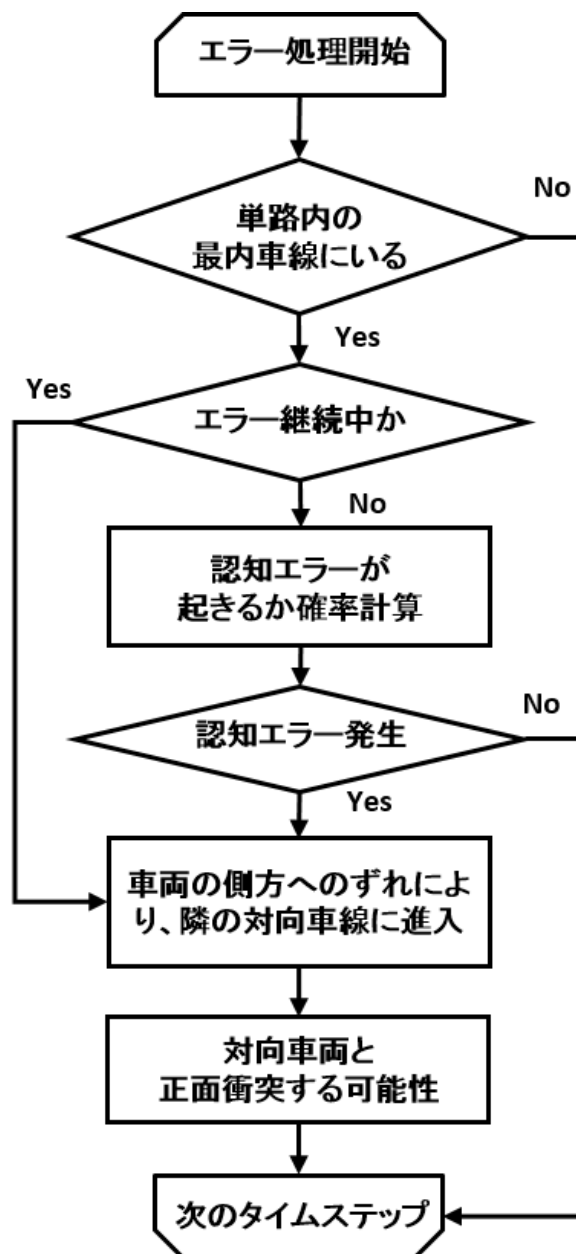 エラー処理開始
No
単路内の
最内車線にいる
Yes
Yes
エラー継続中か
No
認知エラーが
起きるか確率計算
No
認知エラー発生
Yes
車両の側方へのずれによ
り、隣の対向車線に進入
対向車両と
正面衝突する可能性
次のタイムステップ